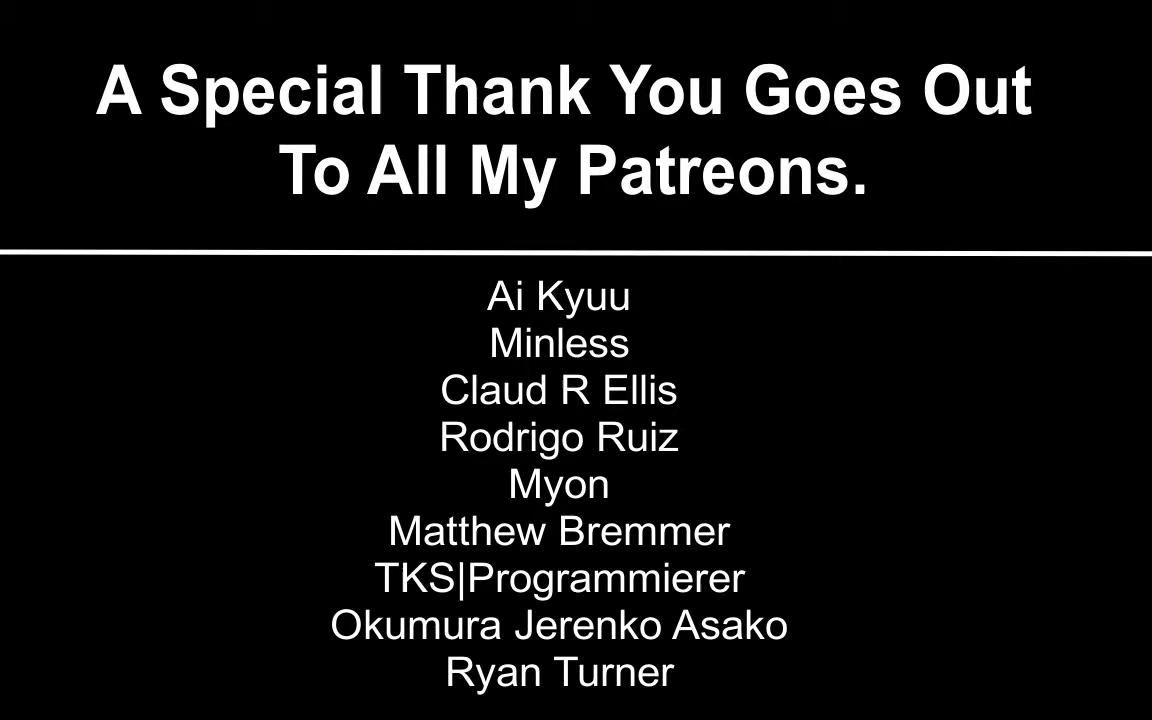 A Special Thank You Goes Out
To All My Patreons.
Ai Kyuu
Minless
Claud R Ellis
Rodrigo Ruiz
Myon
Matthew Bremmer
TKS|Programmierer
Okumura Jerenko Asako
Ryan Turner